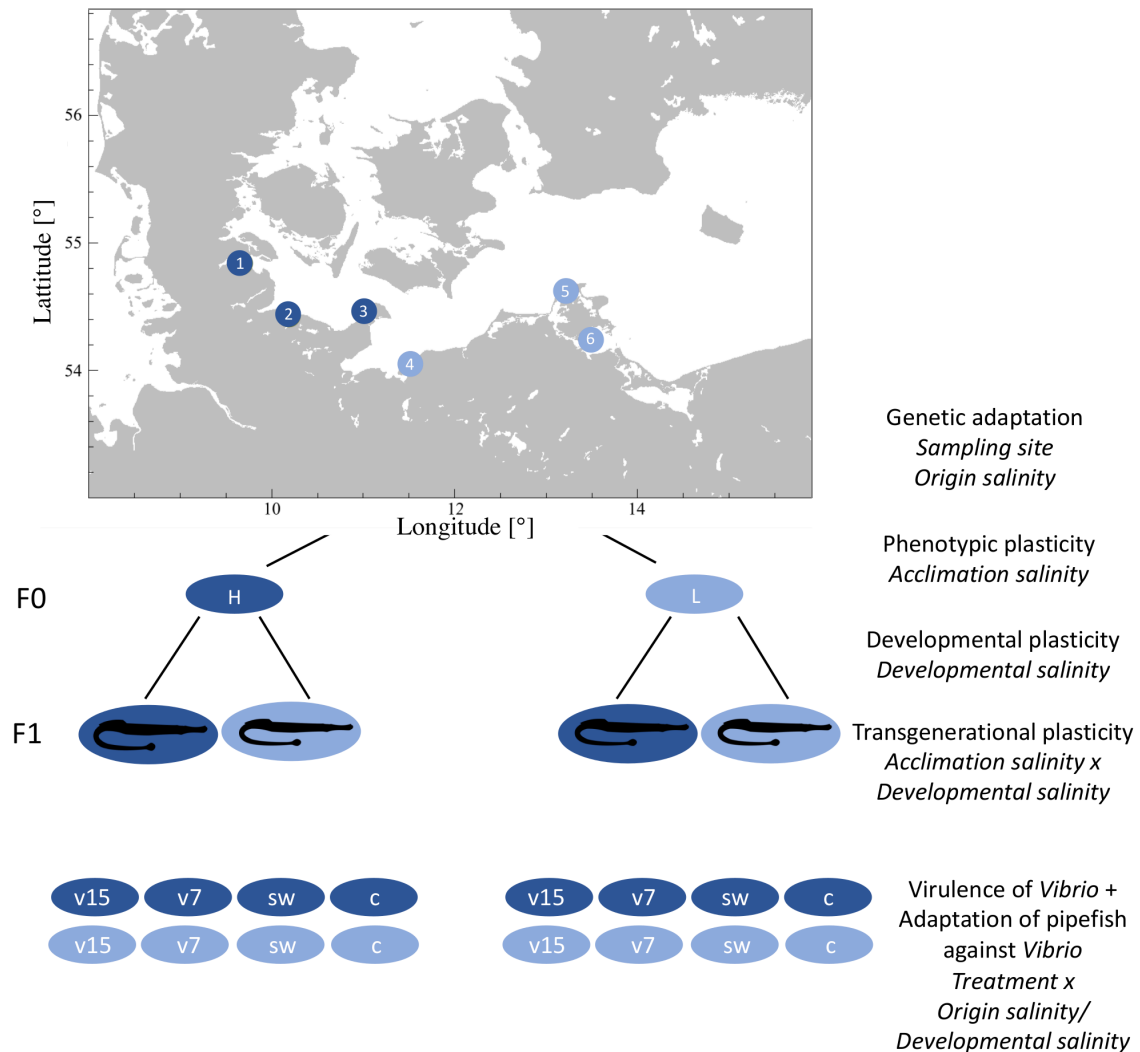 56
55
54
Lattitude [°]
1
2
3
4
5
6
10
12
14
Longitude [°]
Genetic adaptation
Sampling site
Origin salinity
Phenotypic plasticity
Acclimation salinity
F0
H
L
Developmental plasticity
Developmental salinity
F1
Transgenerational plasticity
Acclimation salinity x
Developmental salinity
v15 v7 sw c
v15 v7 sw c
v15 v7 sw c
v15 v7 sw c
Virulence of Vibrio +
Adaptation of pipefish
against Vibrio
Treatment x
Origin salinity/
Developmental salinity